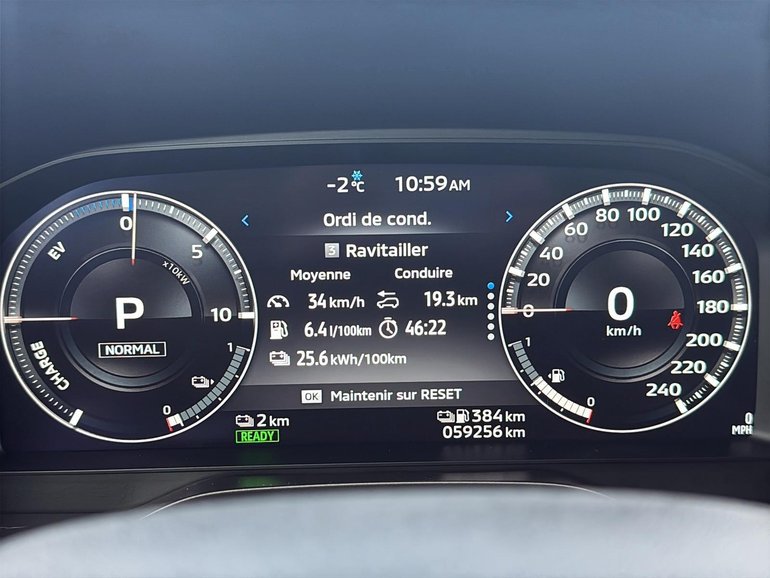 -2°C 10:59 AM
Ordi de cond.
3 Ravitailler
Moyenne Conduire
34 km/h 19.3 km
6.4 l/100km 46:22
25.6 kWh/100km
OK Maintenir sur RESET
2 km 384 km
READY 059256 km
EV 0 5 10
x10kW
P
NORMAL
CHARGE
1
0
0 20 40 60 80 100 120 140 160 180 200 220 240
0
km/h
1
0
0
MPH